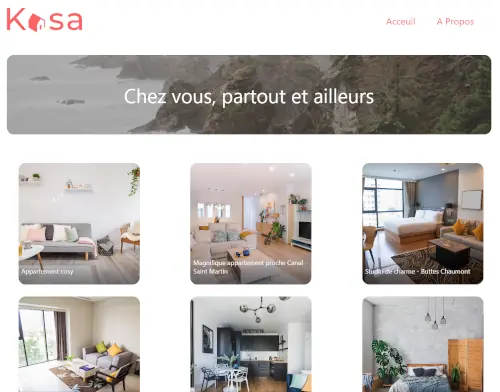 Kasa
Acceuil
A Propos
Chez vous, partout et ailleurs
Appartement cosy
Magnifique appartement proche Canal
Saint Martin
Studio de charme - Buttes Chaumont